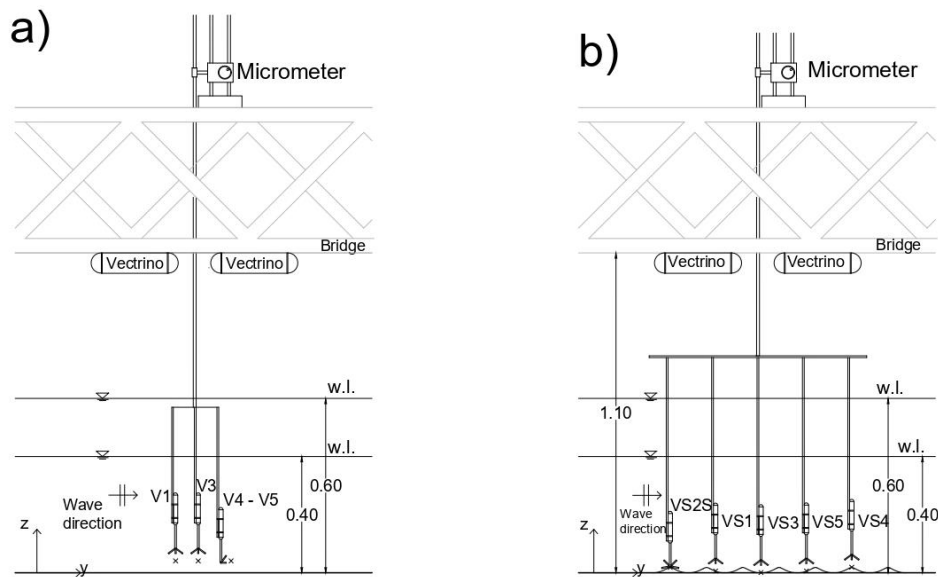 a)
Micrometer
Bridge
Vectrino
Vectrino
w.l.
w.l.
0.60
0.40
Wave
direction
V1
V3
V4 - V5
z
y
b)
Micrometer
Bridge
Vectrino
Vectrino
1.10
w.l.
w.l.
0.60
0.40
Wave
direction
VS2S
VS1
VS3
VS5
VS4
z
y